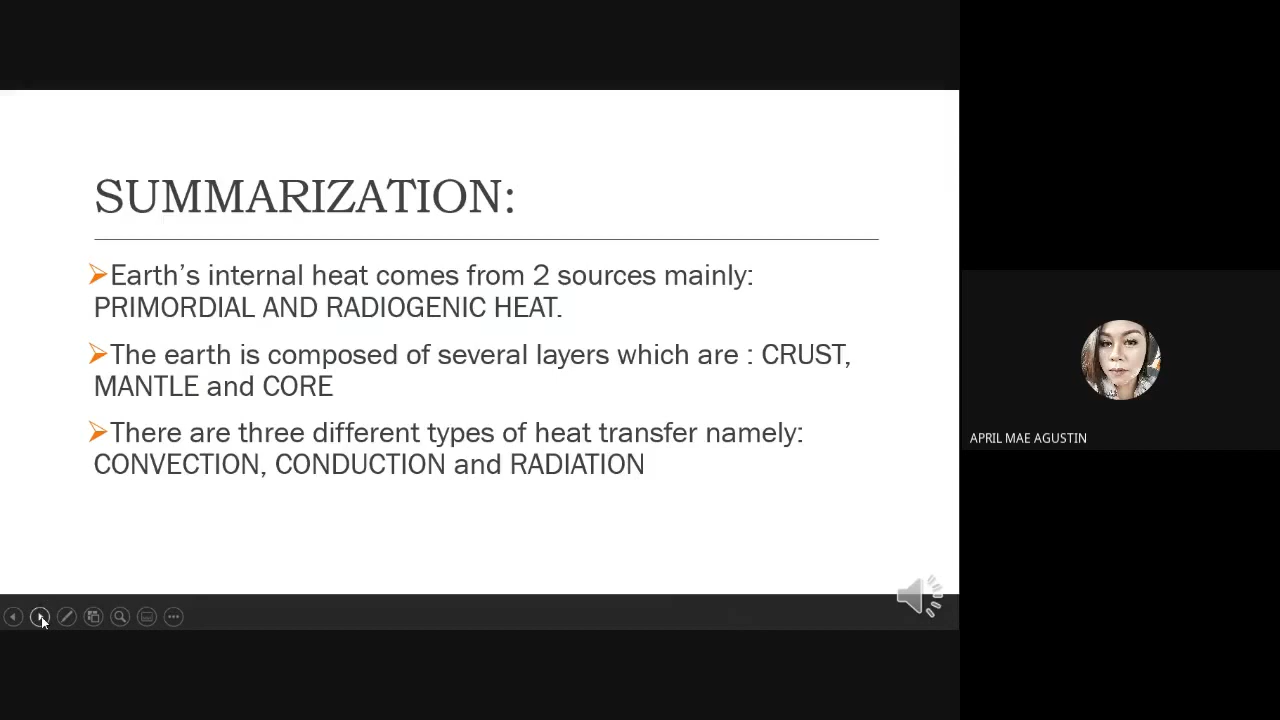 SUMMARIZATION:
➢Earth's internal heat comes from 2 sources mainly:
PRIMORDIAL AND RADIOGENIC HEAT.
➢The earth is composed of several layers which are : CRUST,
MANTLE and CORE
➢There are three different types of heat transfer namely:
CONVECTION, CONDUCTION and RADIATION
APRIL MAE AGUSTIN